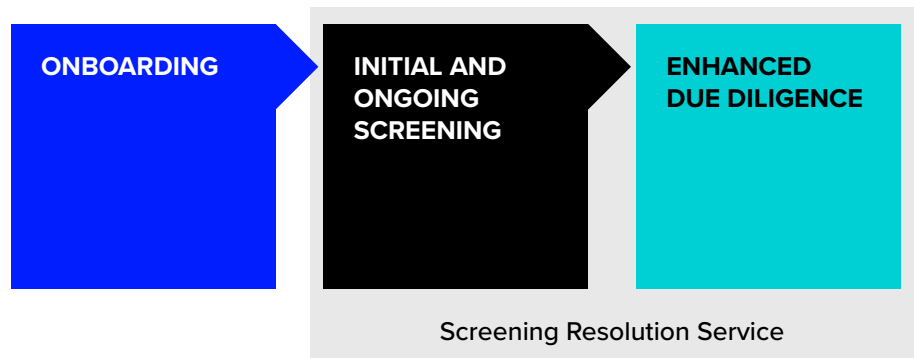 ONBOARDING
INITIAL AND
ONGOING
SCREENING
ENHANCED
DUE DILIGENCE
Screening Resolution Service